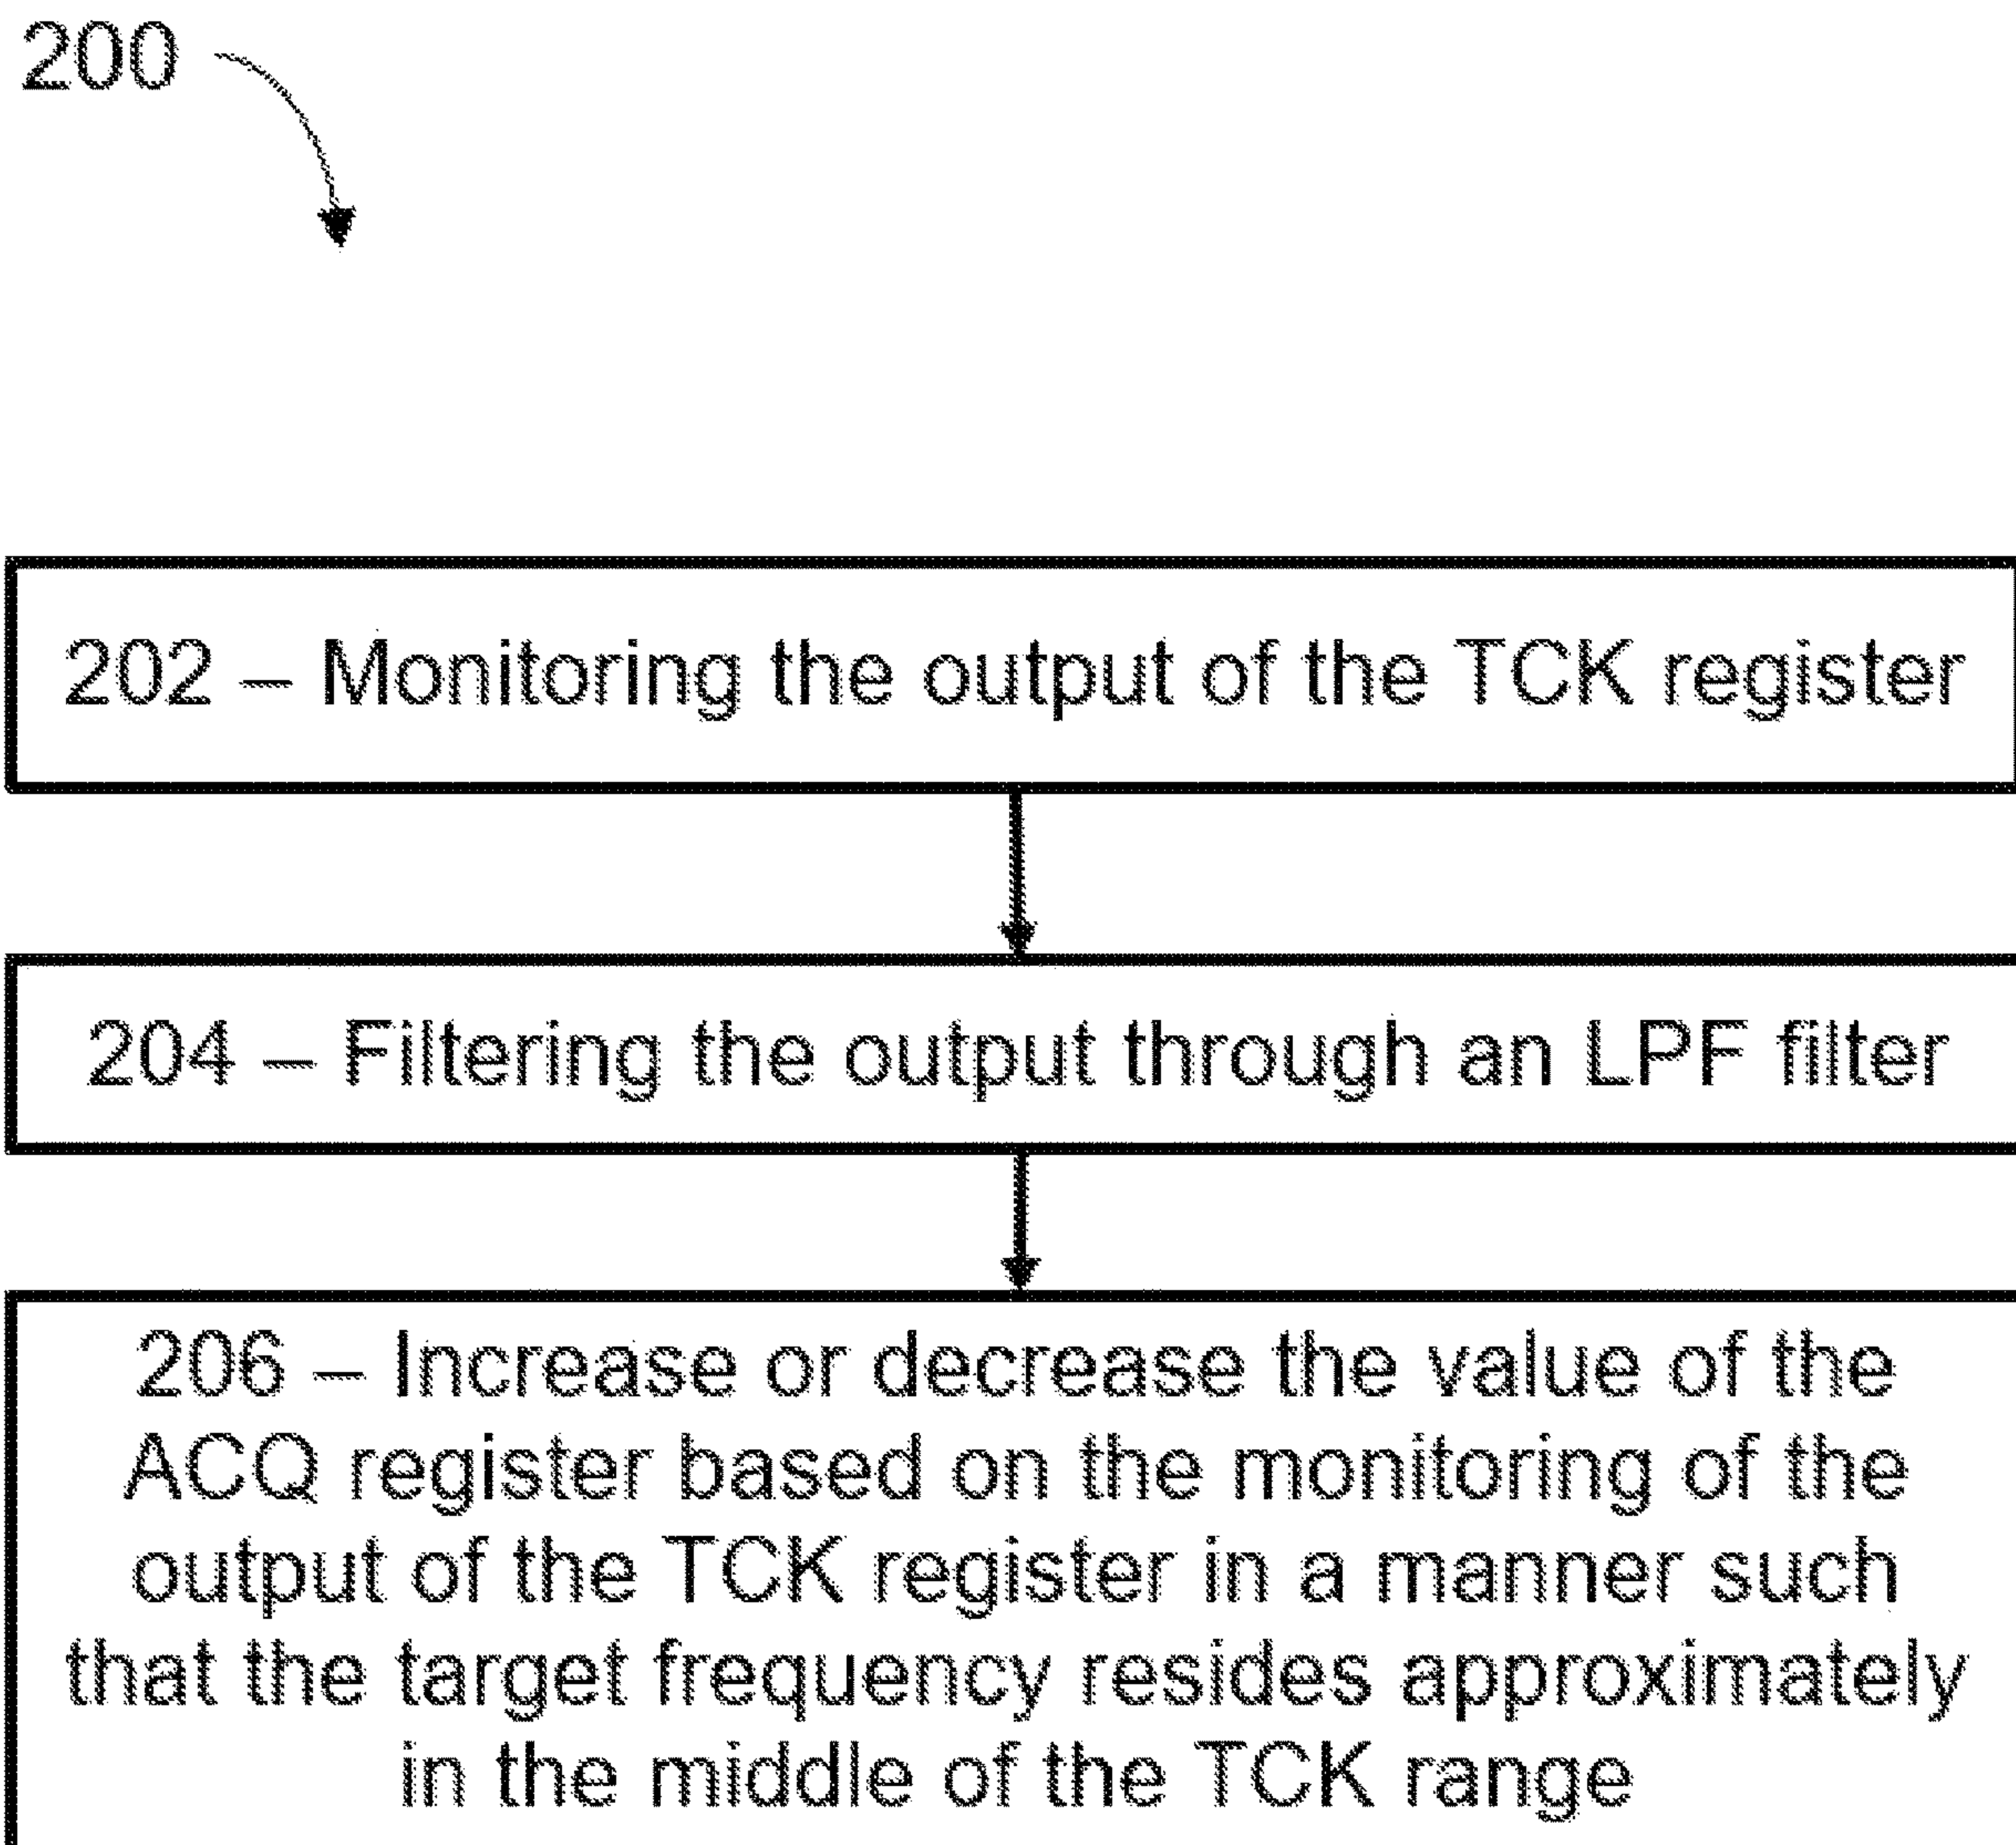 200
202 – Monitoring the output of the TCK register
204 – Filtering the output through an LPF filter
206 – Increase or decrease the value of the
ACQ register based on the monitoring of the
output of the TCK register in a manner such
that the target frequency resides approximately
in the middle of the TCK range